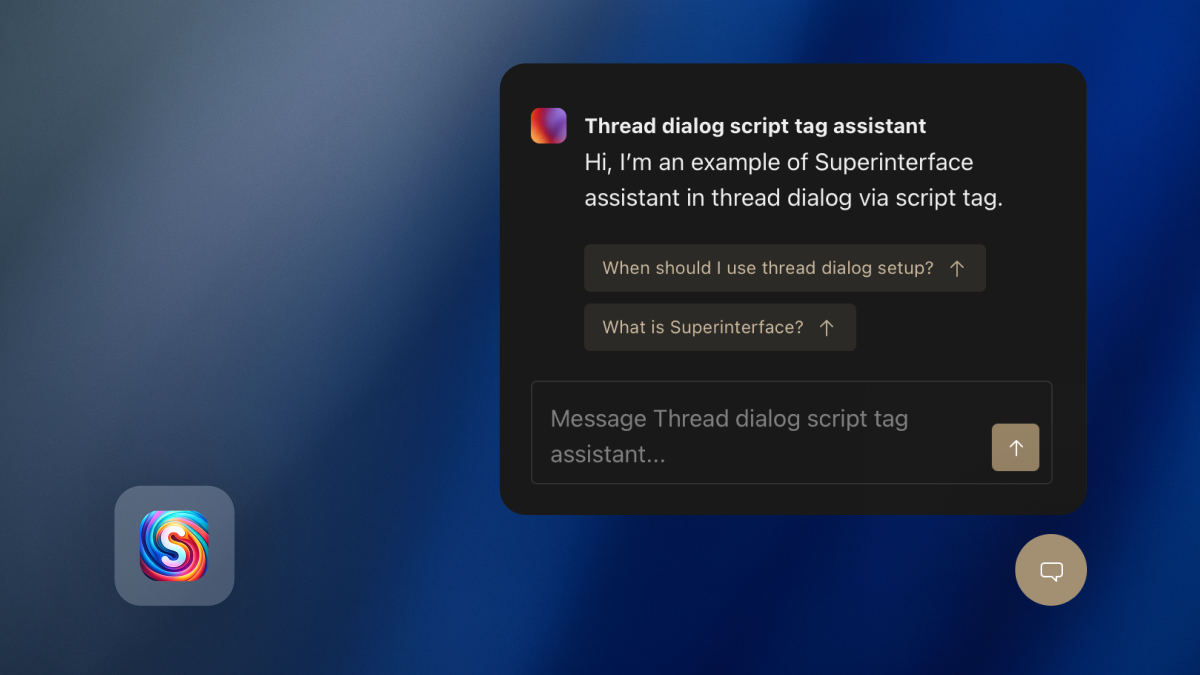 Thread dialog script tag assistant
Hi, I’m an example of Superinterface
assistant in thread dialog via script tag.
When should I use thread dialog setup?
What is Superinterface?
Message Thread dialog script tag
assistant...
S